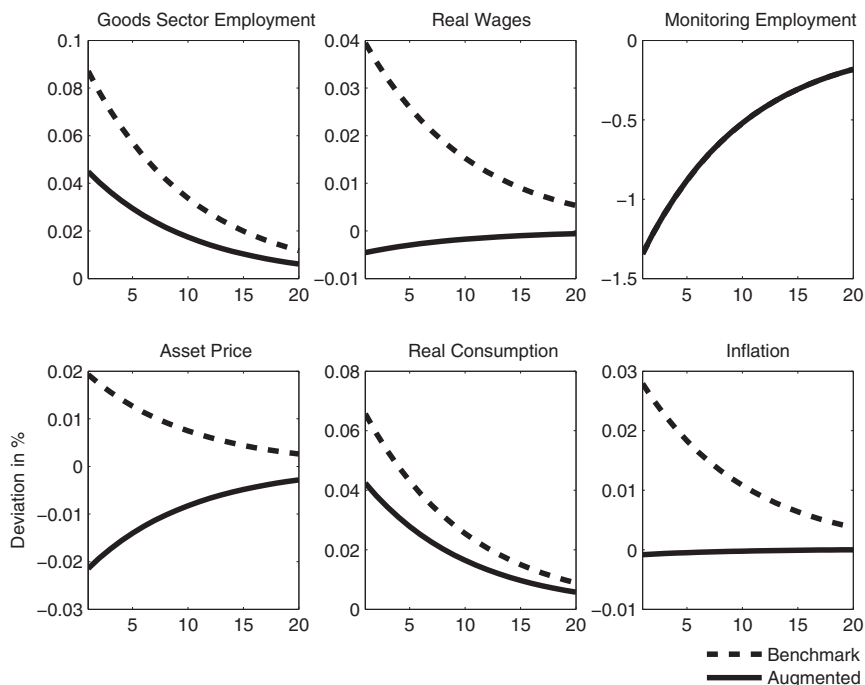 Goods Sector Employment
0.1
0.08
0.06
0.04
0.02
0
5 10 15 20
Real Wages
0.04
0.03
0.02
0.01
0
−0.01
5 10 15 20
Monitoring Employment
0
−0.5
−1
−1.5
5 10 15 20
Asset Price
Deviation in %
0.02
0.01
0
−0.01
−0.02
−0.03
5 10 15 20
Real Consumption
0.08
0.06
0.04
0.02
0
5 10 15 20
Inflation
0.03
0.02
0.01
0
−0.01
5 10 15 20
Benchmark
Augmented